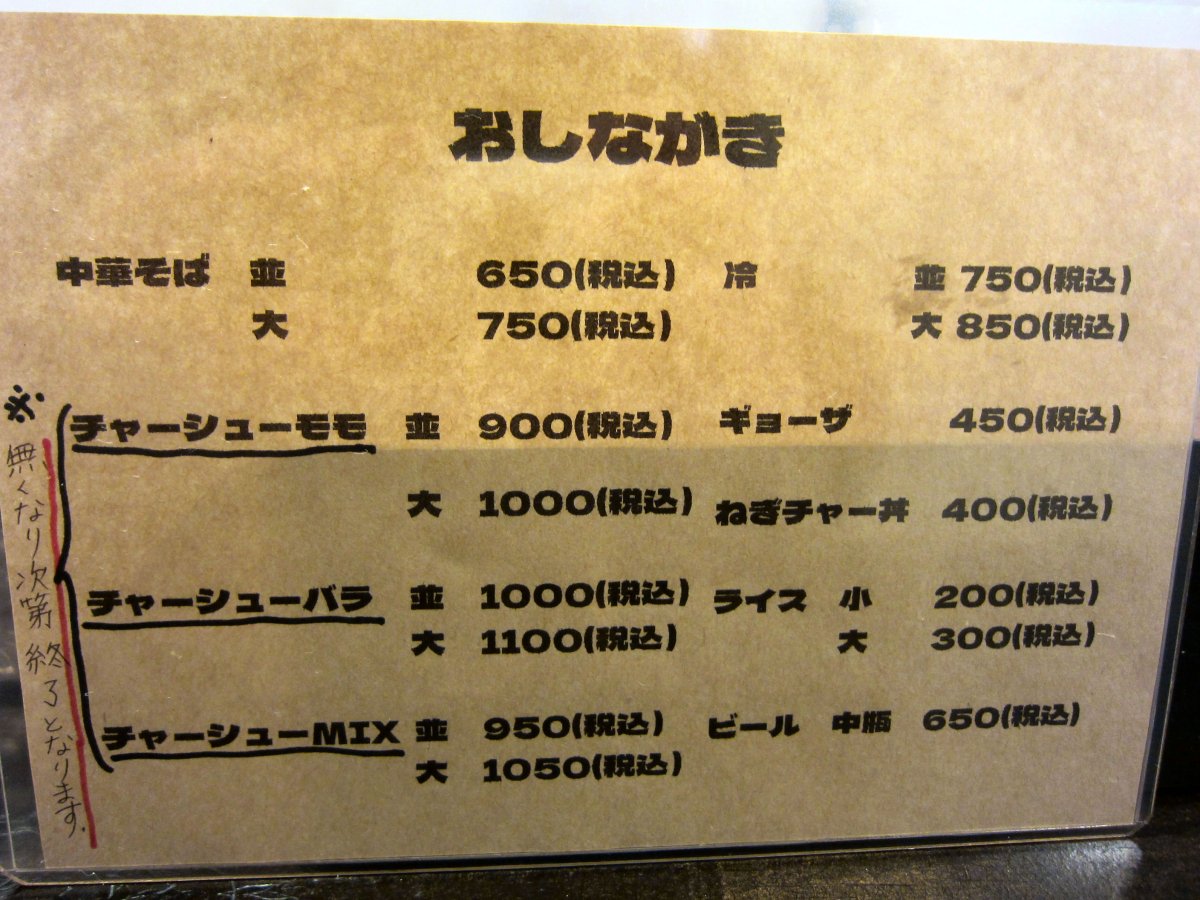 おしながき
中華そば 並 650(税込) 冷 並 750(税込)
大 750(税込) 大 850(税込)
チャーシューモモ 並 900(税込) ギョーザ 450(税込)
大 1000(税込) ねぎチャー丼 400(税込)
チャーシューバラ 並 1000(税込) ライス 小 200(税込)
大 1100(税込) 大 300(税込)
チャーシューMIX 並 950(税込) ビール 中瓶 650(税込)
大 1050(税込)
※無くなり次第終了となります.